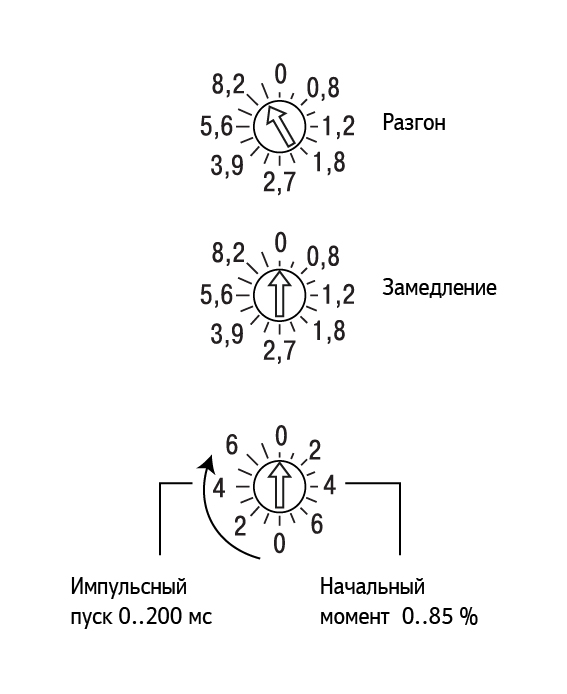 0
8,2 0,8
5,6 1,2 Разгон
3,9 1,8
2,7
0
8,2 0,8
5,6 1,2 Замедление
3,9 1,8
2,7
0
6 2
4 4
2 6
0
Импульсный
пуск 0..200 мс
Начальный
момент 0..85 %